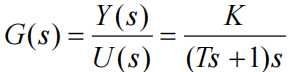 G(s) = Y(s) / U(s) = K / (Ts + 1)s